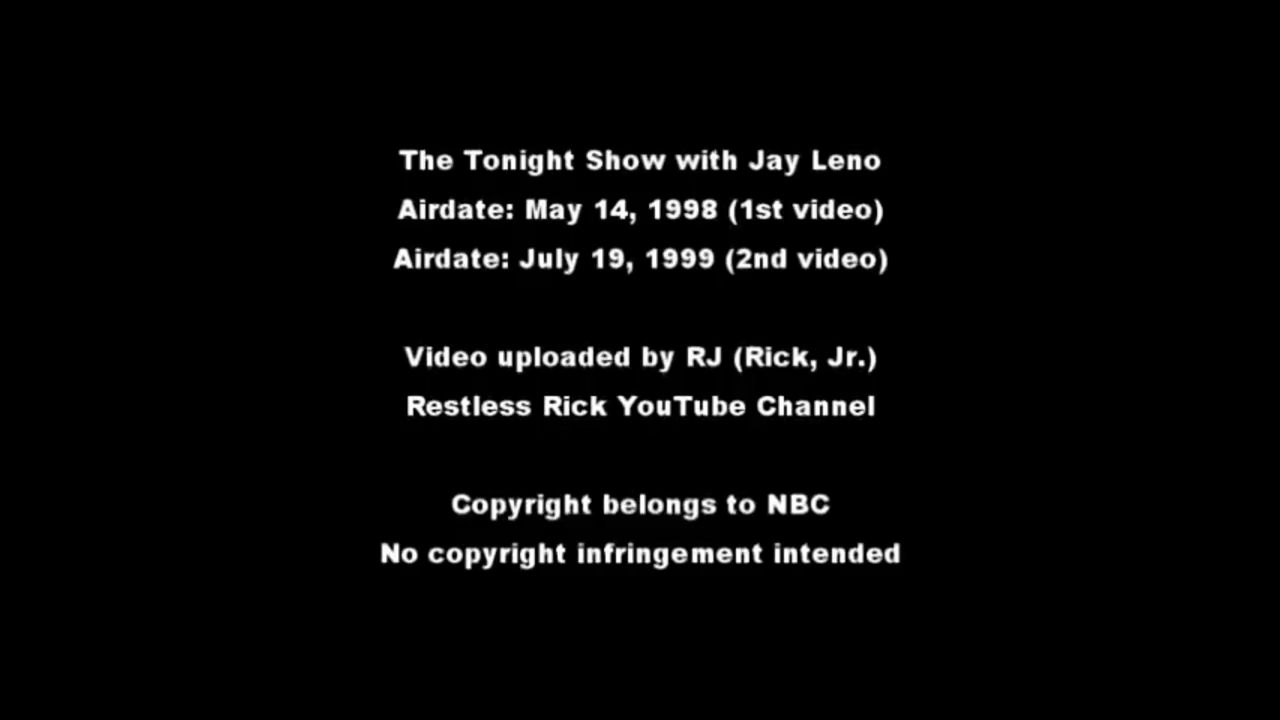 The Tonight Show with Jay Leno
Airdate: May 14, 1998 (1st video)
Airdate: July 19, 1999 (2nd video)
Video uploaded by RJ (Rick, Jr.)
Restless Rick YouTube Channel
Copyright belongs to NBC
No copyright infringement intended